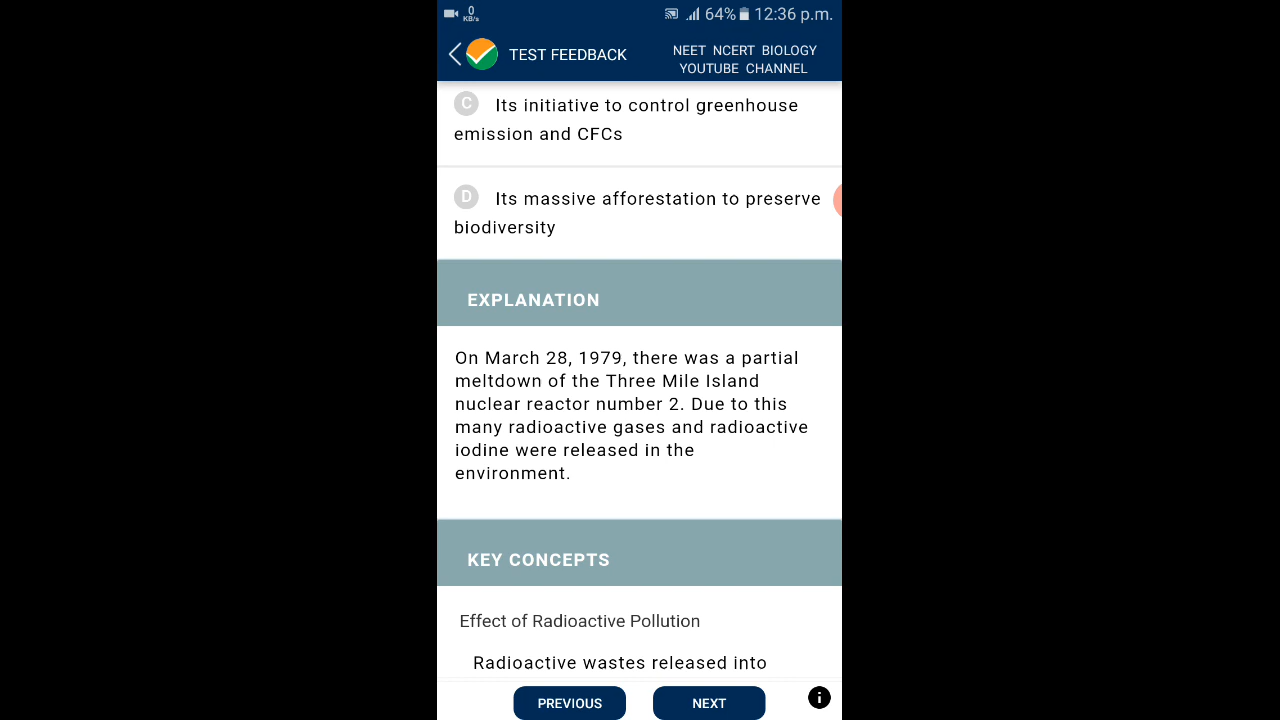 0
KB/s
64% 12:36 p.m.
TEST FEEDBACK
NEET NCERT BIOLOGY
YOUTUBE CHANNEL
C Its initiative to control greenhouse
emission and CFCs
D Its massive afforestation to preserve
biodiversity
EXPLANATION
On March 28, 1979, there was a partial
meltdown of the Three Mile Island
nuclear reactor number 2. Due to this
many radioactive gases and radioactive
iodine were released in the
environment.
KEY CONCEPTS
Effect of Radioactive Pollution
Radioactive wastes released into
PREVIOUS
NEXT
i